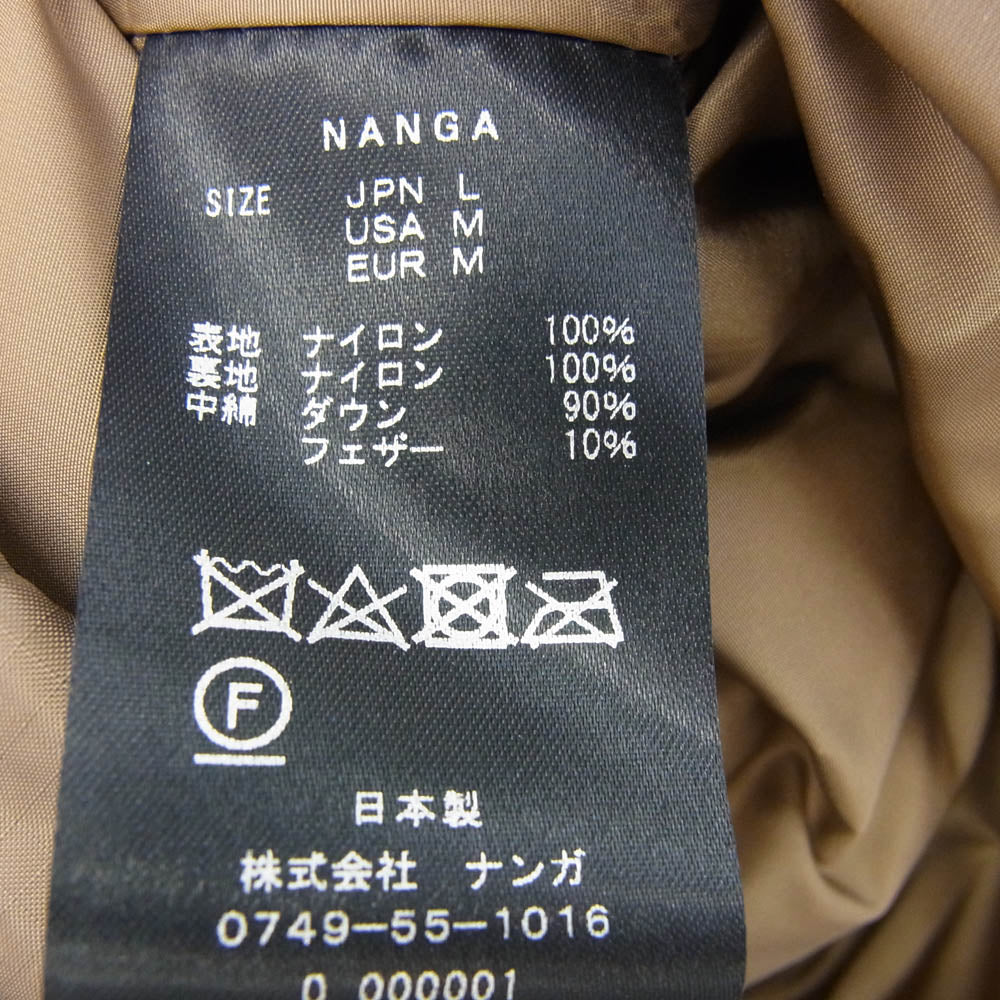 NANGA
SIZE JPN L
USA M
EUR M
表地 ナイロン 100%
裏地 ナイロン 100%
中綿 ダウン 90%
フェザー 10%
F
日本製
株式会社 ナンガ
0749-55-1016
0 000001